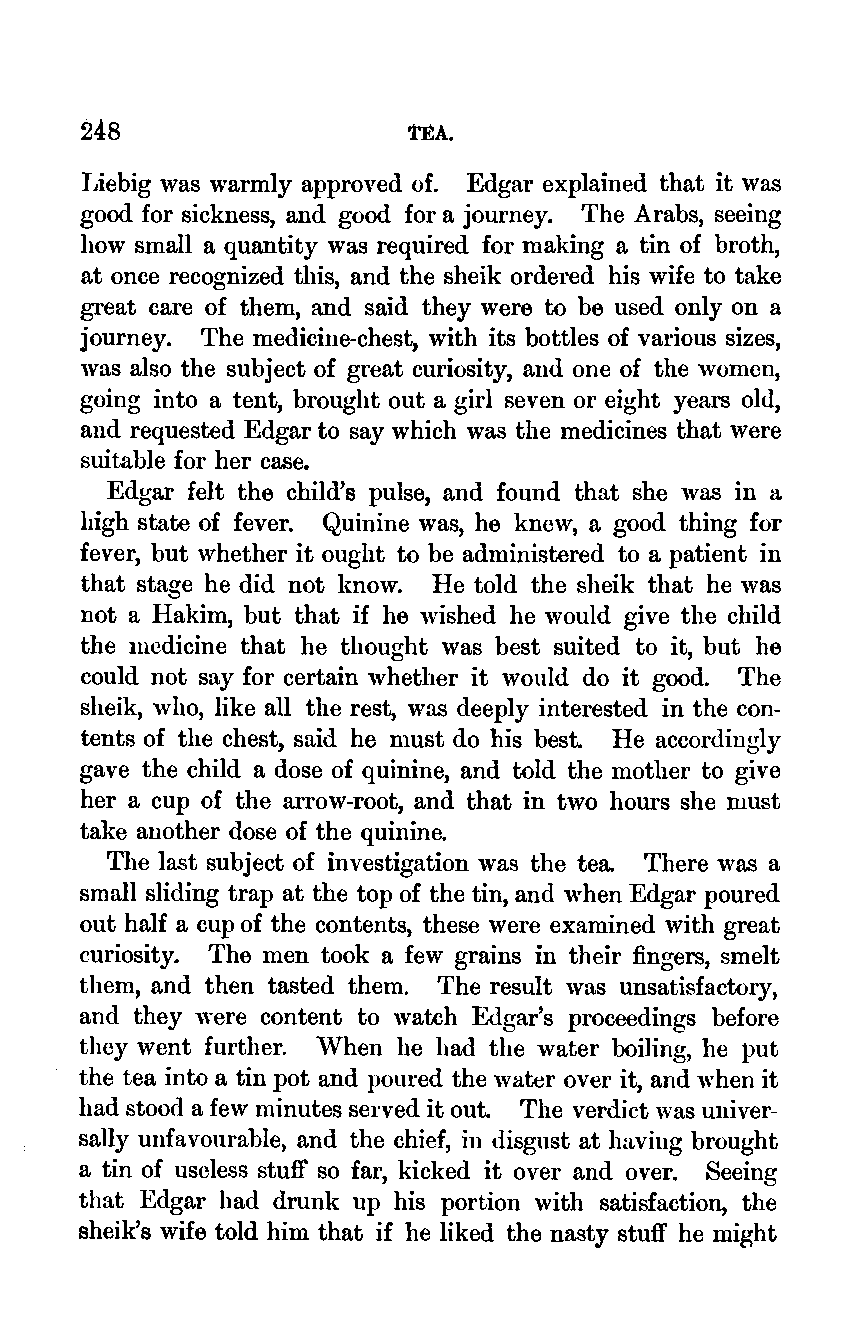 248 TEA.
Liebig was warmly approved of. Edgar explained that it was
good for sickness, and good for a journey. The Arabs, seeing
how small a quantity was required for making a tin of broth,
at once recognized this, and the sheik ordered his wife to take
great care of them, and said they were to be used only on a
journey. The medicine-chest, with its bottles of various sizes,
was also the subject of great curiosity, and one of the women,
going into a tent, brought out a girl seven or eight years old,
and requested Edgar to say which was the medicines that were
suitable for her case.
Edgar felt the child's pulse, and found that she was in a
high state of fever. Quinine was, he knew, a good thing for
fever, but whether it ought to be administered to a patient in
that stage he did not know. He told the sheik that he was
not a Hakim, but that if he wished he would give the child
the medicine that he thought was best suited to it, but he
could not say for certain whether it would do it good. The
sheik, who, like all the rest, was deeply interested in the con-
tents of the chest, said he must do his best. He accordingly
gave the child a dose of quinine, and told the mother to give
her a cup of the arrow-root, and that in two hours she must
take another dose of the quinine.
The last subject of investigation was the tea. There was a
small sliding trap at the top of the tin, and when Edgar poured
out half a cup of the contents, these were examined with great
curiosity. The men took a few grains in their fingers, smelt
them, and then tasted them. The result was unsatisfactory,
and they were content to watch Edgar's proceedings before
they went further. When he had the water boiling, he put
the tea into a tin pot and poured the water over it, and when it
had stood a few minutes served it out. The verdict was univer-
sally unfavourable, and the chief, in disgust at having brought
a tin of useless stuff so far, kicked it over and over. Seeing
that Edgar had drunk up his portion with satisfaction, the
sheik's wife told him that if he liked the nasty stuff he might